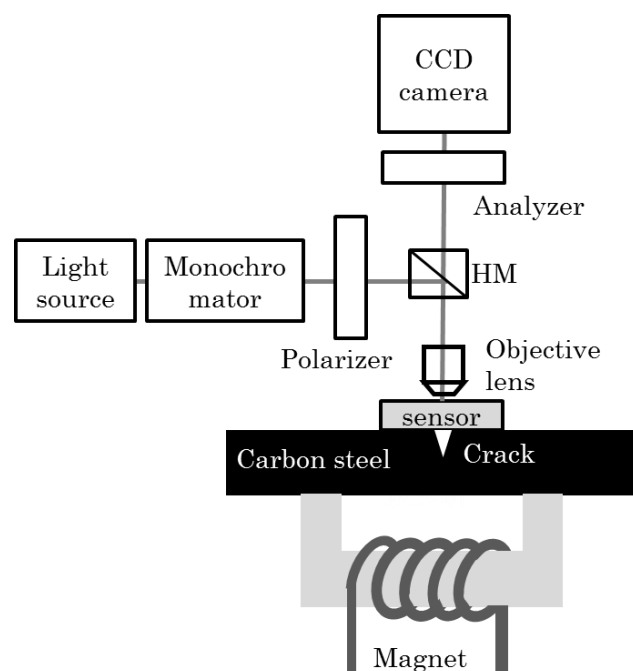 CCD
camera
Analyzer
Light
source
Monochro
mator
HM
Polarizer
Objective
lens
sensor
Carbon steel
Crack
Magnet